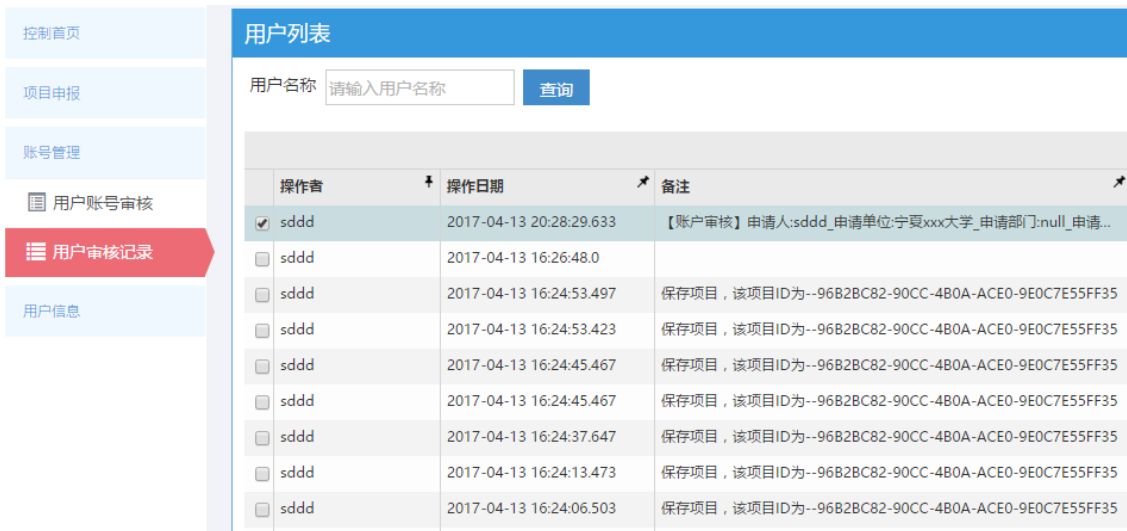 控制首页
项目申报
账号管理
用户账号审核
用户审核记录
用户信息
用户列表
用户名称 请输入用户名称 查询
操作者 操作日期 备注
sddd 2017-04-13 20:28:29.633 【账户审核】申请人:sddd_申请单位:宁夏xxx大学_申请部门:null_申请...
sddd 2017-04-13 16:26:48.0
sddd 2017-04-13 16:24:53.497 保存项目，该项目ID为--96B2BC82-90CC-4B0A-ACE0-9E0C7E55FF35
sddd 2017-04-13 16:24:53.423 保存项目，该项目ID为--96B2BC82-90CC-4B0A-ACE0-9E0C7E55FF35
sddd 2017-04-13 16:24:45.467 保存项目，该项目ID为--96B2BC82-90CC-4B0A-ACE0-9E0C7E55FF35
sddd 2017-04-13 16:24:45.467 保存项目，该项目ID为--96B2BC82-90CC-4B0A-ACE0-9E0C7E55FF35
sddd 2017-04-13 16:24:37.647 保存项目，该项目ID为--96B2BC82-90CC-4B0A-ACE0-9E0C7E55FF35
sddd 2017-04-13 16:24:13.473 保存项目，该项目ID为--96B2BC82-90CC-4B0A-ACE0-9E0C7E55FF35
sddd 2017-04-13 16:24:06.503 保存项目，该项目ID为--96B2BC82-90CC-4B0A-ACE0-9E0C7E55FF35